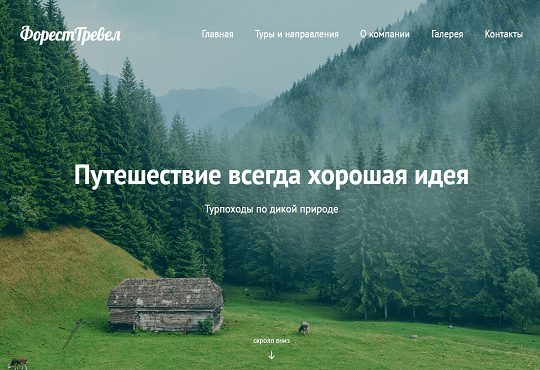 ФорестТревел
Главная Туры и направления О компании Галерея Контакты
Путешествие всегда хорошая идея
Турпоходы по дикой природе
скролл вниз